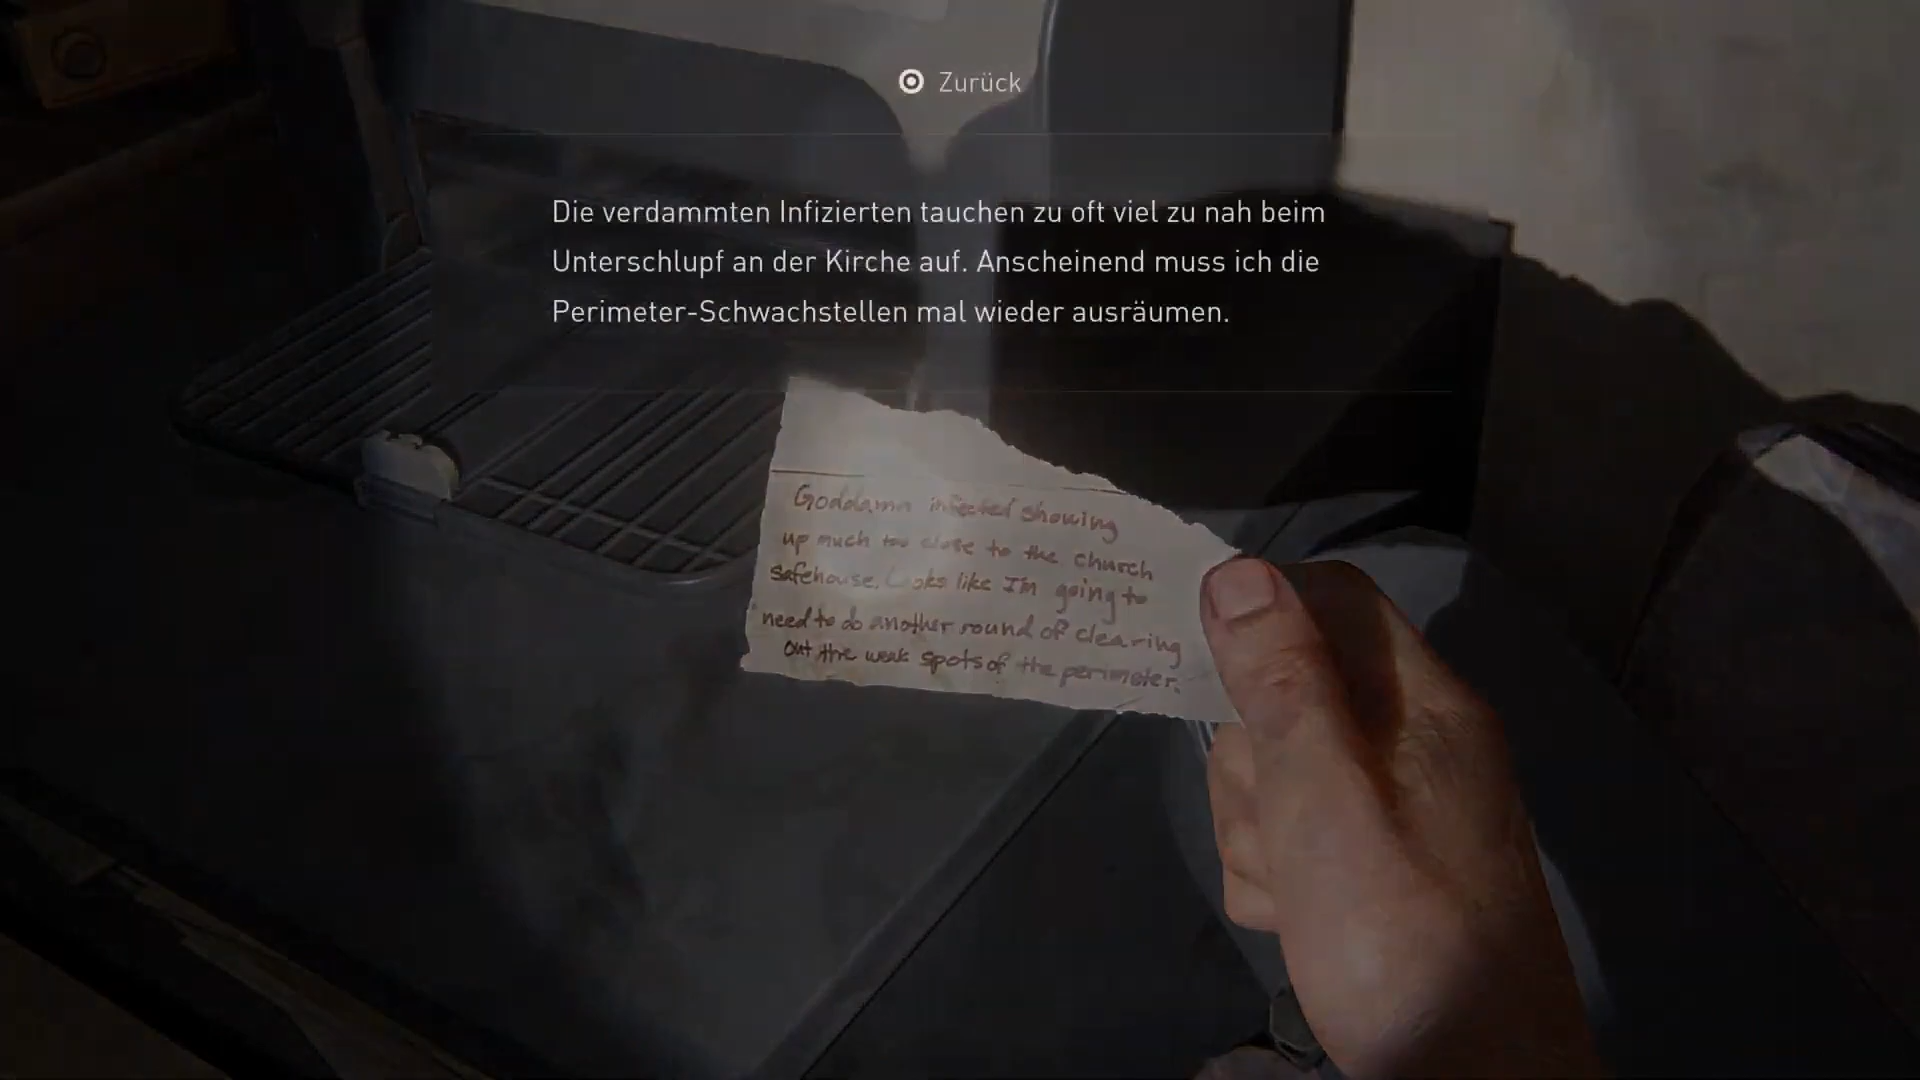 Zurück
Die verdammten Infizierten tauchen zu oft viel zu nah beim
Unterschlupf an der Kirche auf. Anscheinend muss ich die
Perimeter-Schwachstellen mal wieder ausräumen.
Goddamn infected showing
up much too close to the church
safehouse. Looks like I'm going to
need to do another round of clearing
out the weak spots of the perimeter.